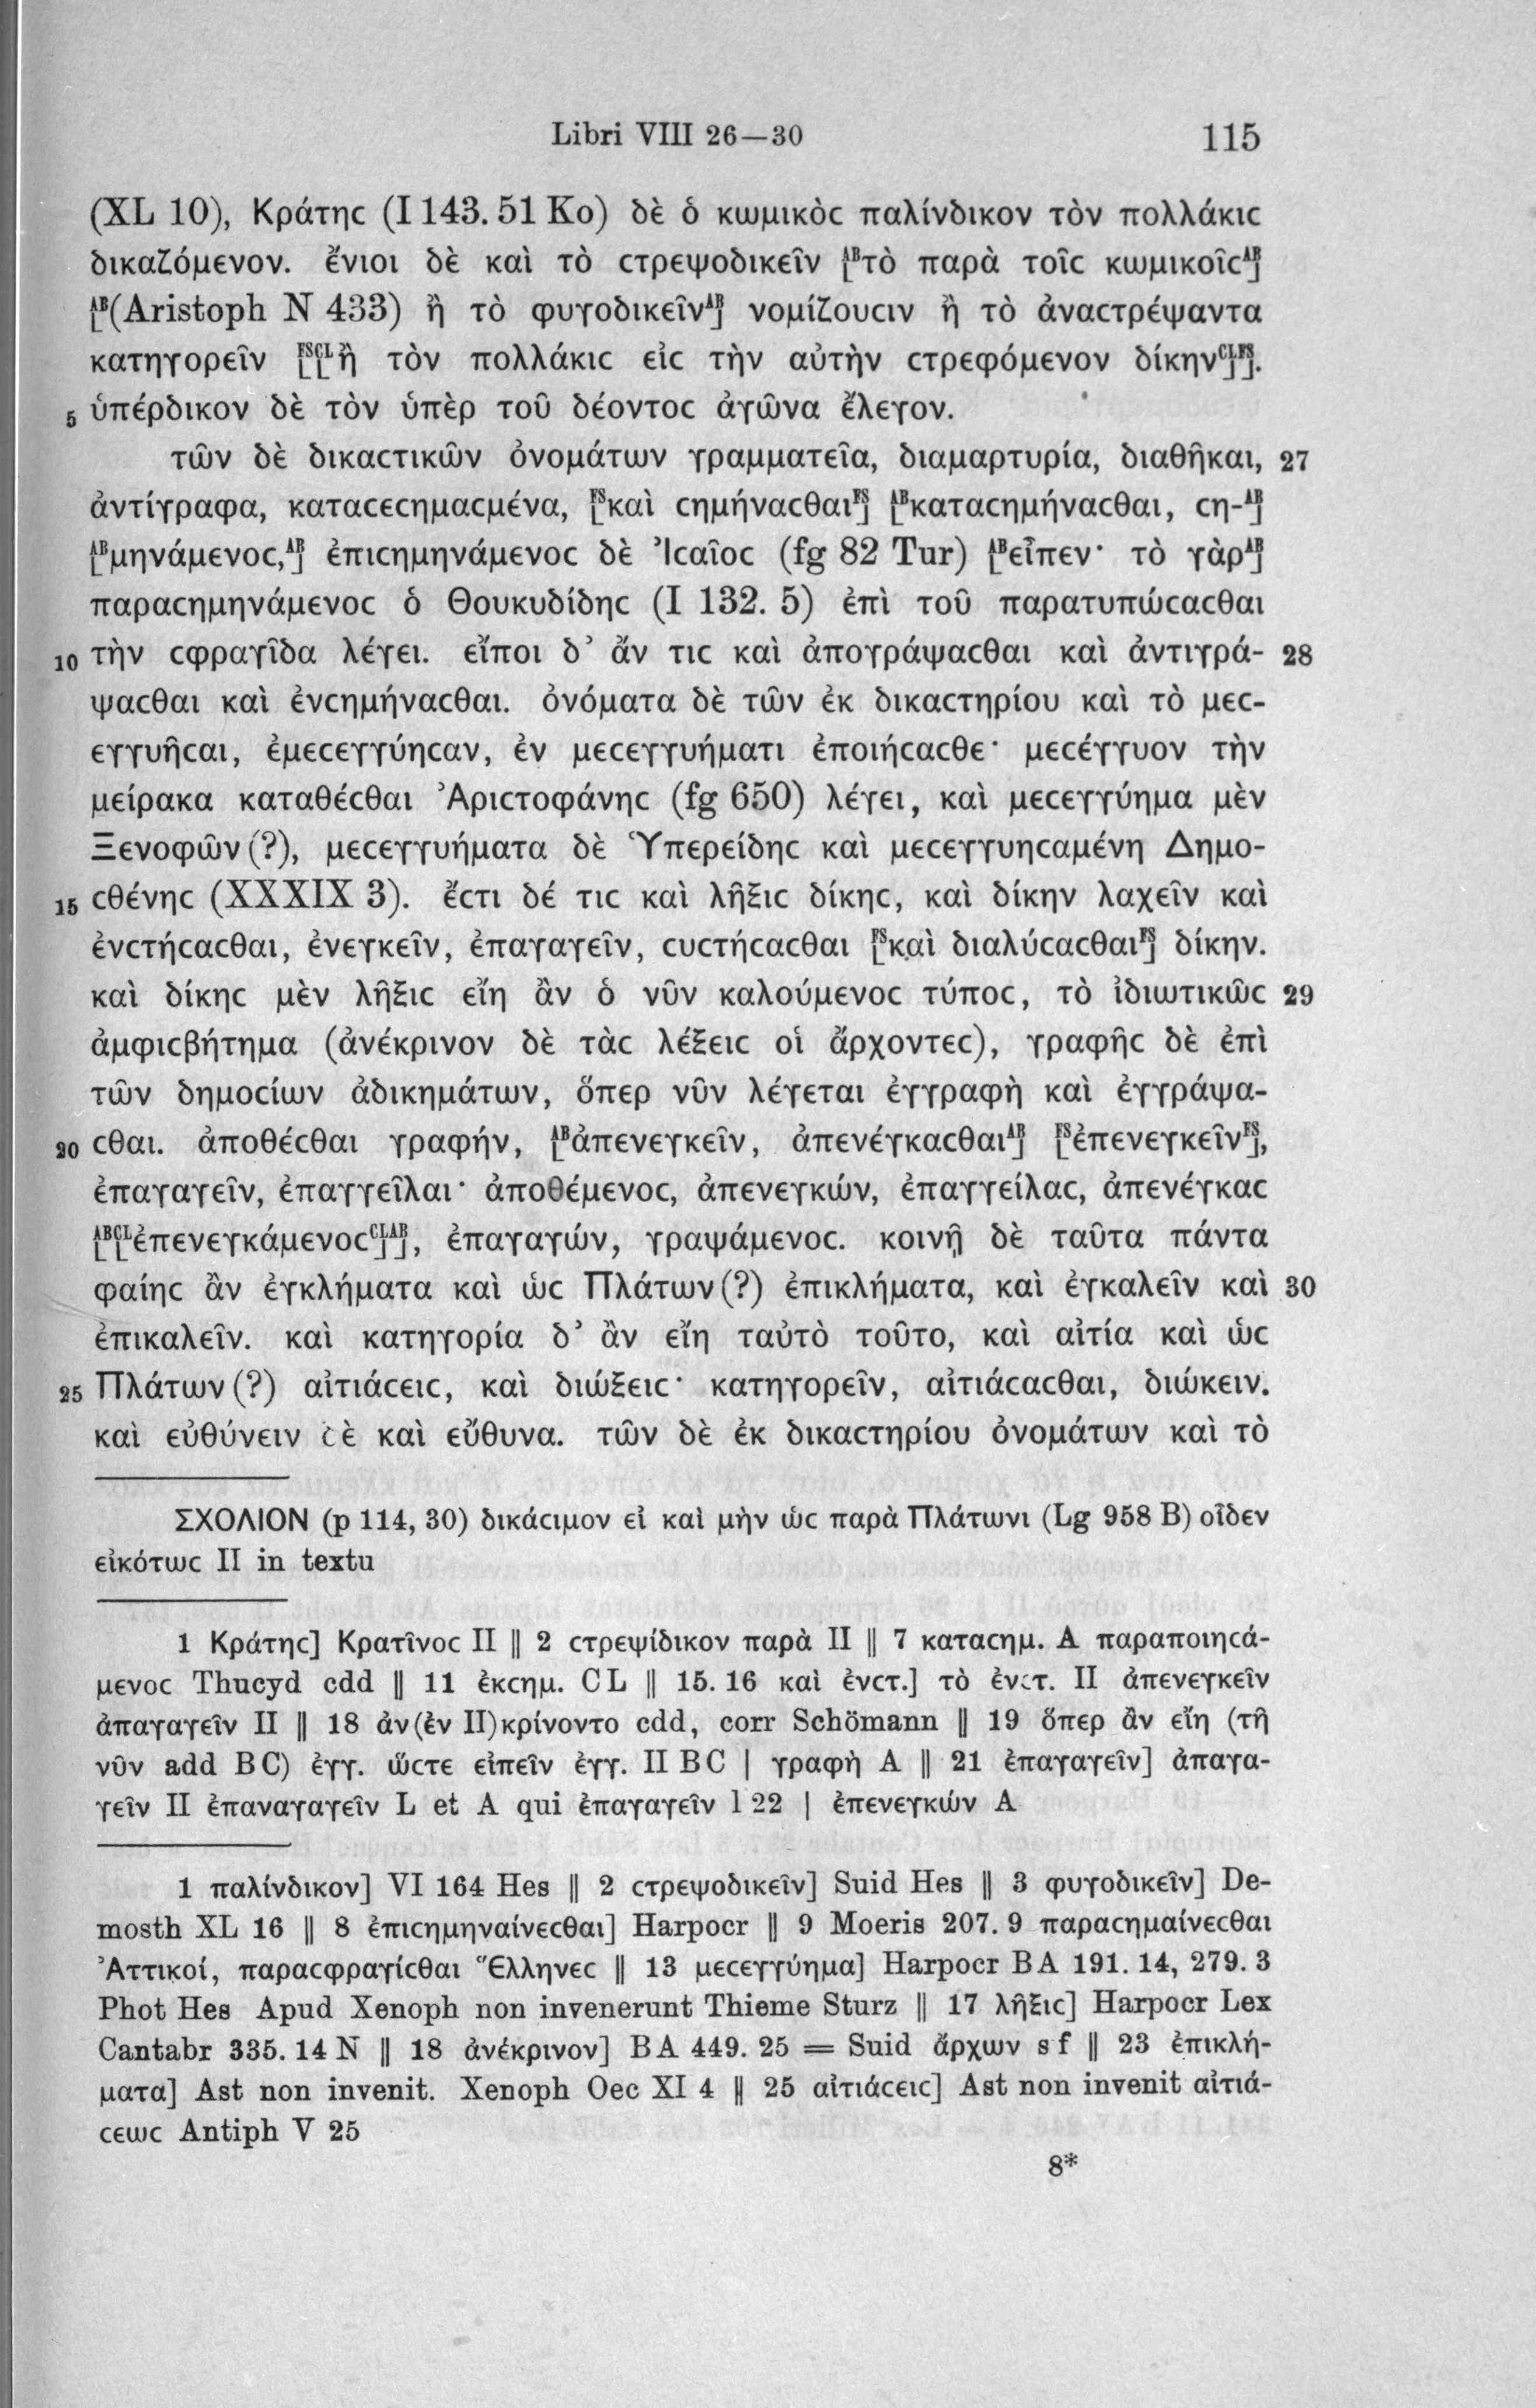 Libri VIII 26—30 115
(XL 10), Κράτηϲ (I 143. 51 Ko) δὲ ὁ κωμικὸϲ παλίνδικον τὸν πολλάκιϲ
δικαζόμενον. ἔνιοι δὲ καὶ τὸ ϲτρεψοδικεῖν [ᴬᴮτὸ παρὰ τοῖϲ κωμικοῖϲᴬᴮ]
[ᴬᴮ(Aristoph N 433) ἢ τὸ φυγοδικεῖνᴬᴮ] νομίζουϲιν ἢ τὸ ἀναϲτρέψαντα
κατηγορεῖν [ᶠˢ[ᶜᴸἢ τὸν πολλάκιϲ εἰϲ τὴν αὐτὴν ϲτρεφόμενον δίκηνᶜᴸ]ᶠˢ].
5 ὑπέρδικον δὲ τὸν ὑπὲρ τοῦ δέοντοϲ ἀγῶνα ἔλεγον.
τῶν δὲ δικαϲτικῶν ὀνομάτων γραμματεῖα, διαμαρτυρία, διαθῆκαι, 27
ἀντίγραφα, καταϲεϲημαϲμένα, [ᶠˢκαὶ ϲημήναϲθαιᶠˢ] [ᴬᴮκαταϲημήναϲθαι, ϲη-ᴬᴮ]
[ᴬᴮμηνάμενοϲ,ᴬᴮ] ἐπιϲημηνάμενοϲ δὲ Ἰϲαῖοϲ (fg 82 Tur) [ᴬᴮεἶπεν· τὸ γὰρᴬᴮ]
παραϲημηνάμενοϲ ὁ Θουκυδίδηϲ (I 132. 5) ἐπὶ τοῦ παρατυπώϲαϲθαι
10 τὴν ϲφραγῖδα λέγει. εἴποι δ’ ἄν τιϲ καὶ ἀπογράψαϲθαι καὶ ἀντιγρά- 28
ψαϲθαι καὶ ἐνϲημήναϲθαι. ὀνόματα δὲ τῶν ἐκ δικαϲτηρίου καὶ τὸ μεϲ-
εγγυῆϲαι, ἐμεϲεγγύηϲαν, ἐν μεϲεγγυήματι ἐποιήϲαϲθε· μεϲέγγυον τὴν
μείρακα καταθέϲθαι Ἀριϲτοφάνηϲ (fg 650) λέγει, καὶ μεϲεγγύημα μὲν
Ξενοφῶν (?), μεϲεγγυήματα δὲ Ὑπερείδηϲ καὶ μεϲεγγυηϲαμένη Δημο-
15 ϲθένηϲ (XXXIX 3). ἔϲτι δέ τιϲ καὶ λῆξιϲ δίκηϲ, καὶ δίκην λαχεῖν καὶ
ἐνϲτήϲαϲθαι, ἐνεγκεῖν, ἐπαγαγεῖν, ϲυϲτήϲαϲθαι [ᶠˢκαὶ διαλύϲαϲθαιᶠˢ] δίκην.
καὶ δίκηϲ μὲν λῆξιϲ εἴη ἂν ὁ νῦν καλούμενοϲ τύποϲ, τὸ ἰδιωτικῶϲ 29
ἀμφιϲβήτημα (ἀνέκρινον δὲ τὰϲ λέξειϲ οἱ ἄρχοντεϲ), γραφῆϲ δὲ ἐπὶ
τῶν δημοϲίων ἀδικημάτων, ὅπερ νῦν λέγεται ἐγγραφὴ καὶ ἐγγράψα-
20 ϲθαι. ἀποθέϲθαι γραφήν, [ᴬᴮἀπενεγκεῖν, ἀπενέγκαϲθαιᴬᴮ] [ᶠˢἐπενεγκεῖνᶠˢ],
ἐπαγαγεῖν, ἐπαγγεῖλαι· ἀποθέμενοϲ, ἀπενεγκών, ἐπαγγείλαϲ, ἀπενέγκαϲ
[ᴬᴮ[ᶜᴸἐπενεγκάμενοϲᶜᴸ]ᴬᴮ], ἐπαγαγών, γραψάμενοϲ. κοινῇ δὲ ταῦτα πάντα
φαίηϲ ἂν ἐγκλήματα καὶ ὡϲ Πλάτων (?) ἐπικλήματα, καὶ ἐγκαλεῖν καὶ 30
ἐπικαλεῖν. καὶ κατηγορία δ’ ἂν εἴη ταὐτὸ τοῦτο, καὶ αἰτία καὶ ὡϲ
25 Πλάτων (?) αἰτιάϲειϲ, καὶ διώξειϲ· κατηγορεῖν, αἰτιάϲαϲθαι, διώκειν.
καὶ εὐθύνειν δὲ καὶ εὔθυνα. τῶν δὲ ἐκ δικαϲτηρίου ὀνομάτων καὶ τὸ
ΣΧΟΛΙΟΝ (p 114, 30) δικάϲιμον εἰ καὶ μὴν ὡϲ παρὰ Πλάτωνι (Lg 958 B) οἶδεν
εἰκότωϲ II in textu
1 Κράτηϲ] Κρατῖνοϲ II ‖ 2 ϲτρεψίδικον παρὰ II ‖ 7 καταϲημ. A παραποιηϲά-
μενοϲ Thucyd cdd ‖ 11 ἐκϲημ. CL ‖ 15. 16 καὶ ἐνϲτ.] τὸ ἐνϲτ. II ἀπενεγκεῖν
ἀπαγαγεῖν II ‖ 18 ἀν(ἐν II)κρίνοντο cdd, corr Schömann ‖ 19 ὅπερ ἂν εἴη (τῇ
νῦν add BC) ἐγγ. ὥϲτε εἰπεῖν ἐγγ. II BC | γραφὴ A ‖ 21 ἐπαγαγεῖν] ἀπαγα-
γεῖν II ἐπαναγαγεῖν L et A qui ἐπαγαγεῖν l 22 | ἐπενεγκών A
1 παλίνδικον] VI 164 Hes ‖ 2 ϲτρεψοδικεῖν] Suid Hes ‖ 3 φυγοδικεῖν] De-
mosth XL 16 ‖ 8 ἐπιϲημηναίνεϲθαι] Harpocr ‖ 9 Moeris 207. 9 παραϲημαίνεϲθαι
Ἀττικοί, παραϲφραγίϲθαι Ἕλληνεϲ ‖ 13 μεϲεγγύημα] Harpocr BA 191. 14, 279. 3
Phot Hes Apud Xenoph non invenerunt Thieme Sturz ‖ 17 λῆξιϲ] Harpocr Lex
Cantabr 335. 14 N ‖ 18 ἀνέκρινον] BA 449. 25 = Suid ἄρχων s f ‖ 23 ἐπικλή-
ματα] Ast non invenit. Xenoph Oec XI 4 ‖ 25 αἰτιάϲειϲ] Ast non invenit αἰτιά-
ϲεωϲ Antiph V 25
8*